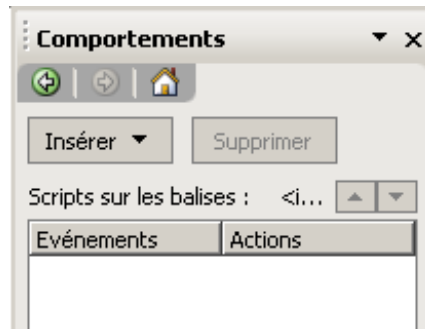 Comportements
Insérer Supprimer
Scripts sur les balises : <i...
Evénements Actions